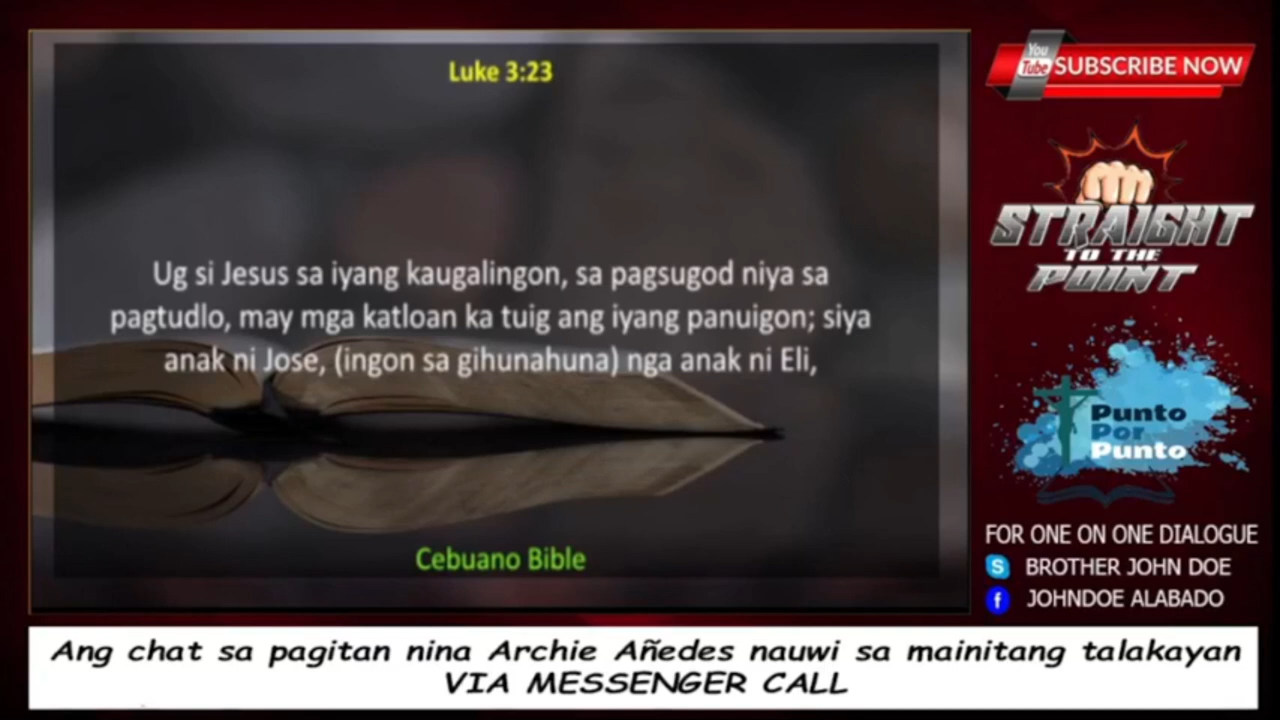 Luke 3:23
Ug si Jesus sa iyang kaugalingon, sa pagsugod niya sa
pagtudlo, may mga katloan ka tuig ang iyang panuigon; siya
anak ni Jose, (ingon sa gihunahuna) nga anak ni Eli,
Cebuano Bible
You
Tube
SUBSCRIBE NOW
STRAIGHT
TO THE
POINT
Punto
Por
Punto
FOR ONE ON ONE DIALOGUE
S BROTHER JOHN DOE
f JOHNDOE ALABADO
Ang chat sa pagitan nina Archie Añedes nauwi sa mainitang talakayan
VIA MESSENGER CALL